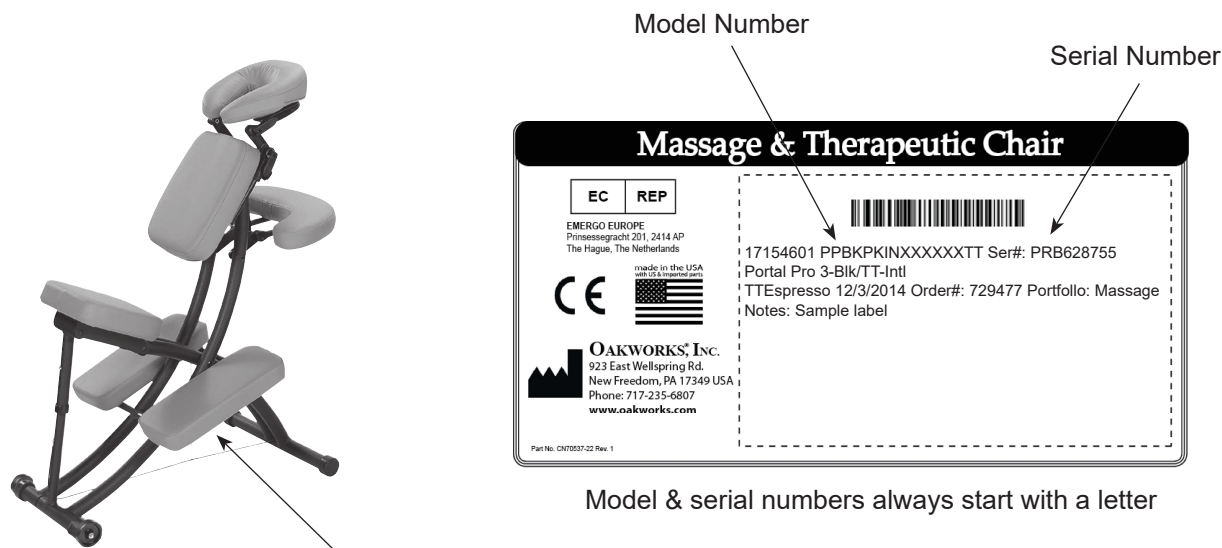 Model Number
Serial Number
Massage & Therapeutic Chair
EC REP
EMERGO EUROPE
Prinsessegracht 201, 2414 AP
The Hague, The Netherlands
CE
made in the USA
with US & imported parts
OAKWORKS®, INC.
923 East Wellspring Rd.
New Freedom, PA 17349 USA
Phone: 717-235-6807
www.oakworks.com
Part No. CN70537-22 Rev. 1
17154601 PPBKPKINXXXXXXTT Ser#: PRB628755
Portal Pro 3-Blk/TT-Intl
TTEspresso 12/3/2014 Order#: 729477 Portfollo: Massage
Notes: Sample label
Model & serial numbers always start with a letter